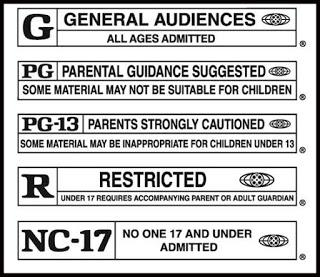 G GENERAL AUDIENCES
ALL AGES ADMITTED
®
PG PARENTAL GUIDANCE SUGGESTED
SOME MATERIAL MAY NOT BE SUITABLE FOR CHILDREN
®
PG-13 PARENTS STRONGLY CAUTIONED
SOME MATERIAL MAY BE INAPPROPRIATE FOR CHILDREN UNDER 13
®
R RESTRICTED
UNDER 17 REQUIRES ACCOMPANYING PARENT OR ADULT GUARDIAN
®
NC-17 NO ONE 17 AND UNDER
ADMITTED
®